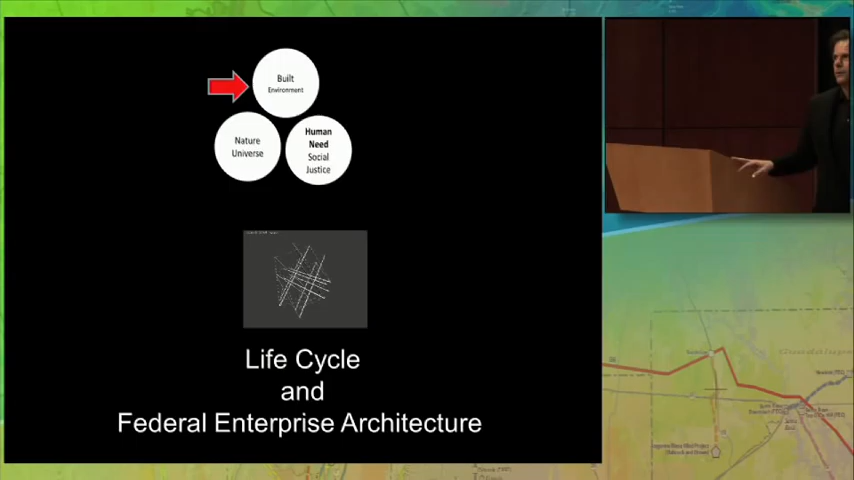 Built
Environment
Nature
Universe
Human
Need
Social
Justice
Life Cycle
and
Federal Enterprise Architecture